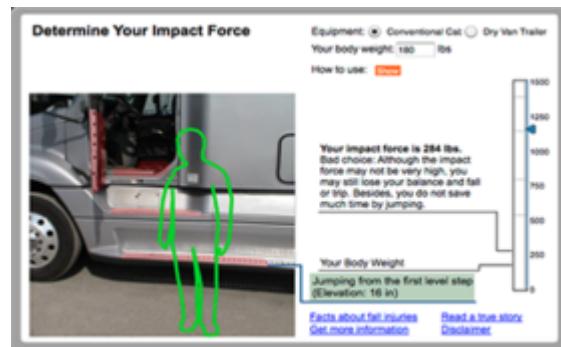 Determine Your Impact Force
Equipment: Conventional Cab Dry Van Trailer
Your body weight: 180 lbs
How to use: Show
1500
1250
1000
750
500
250
0
Your impact force is 284 lbs.
Bad choice: Although the impact
force may not be very high, you
may still lose your balance and fall
or trip. Besides, you do not save
much time by jumping.
Your Body Weight
Jumping from the first level step
(Elevation: 16 in)
Facts about fall injuries Read a true story
Get more information Disclaimer